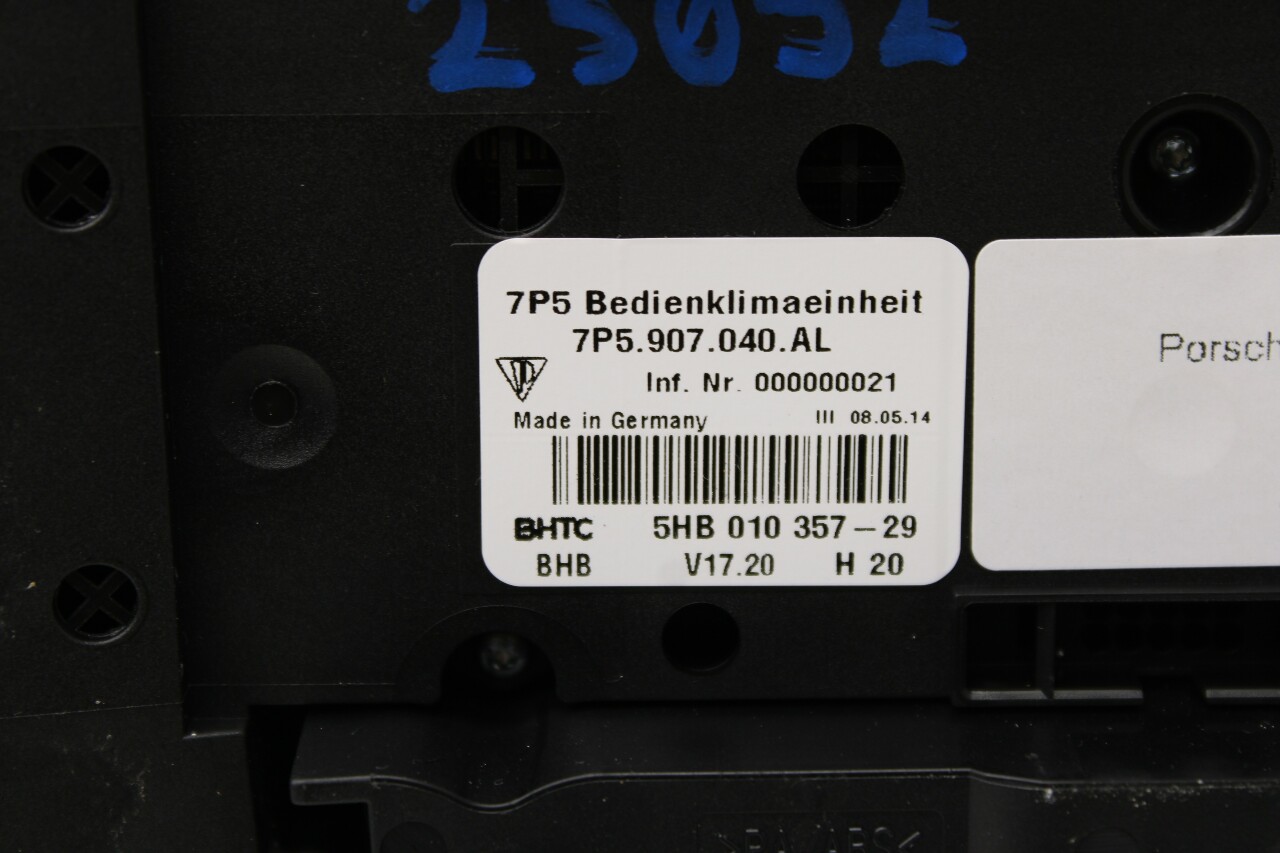 7P5 Bedienklimaeinheit
7P5.907.040.AL
Inf. Nr. 000000021
Made in Germany III 08.05.14
BHTC 5HB 010 357-29
BHB V17.20 H 20